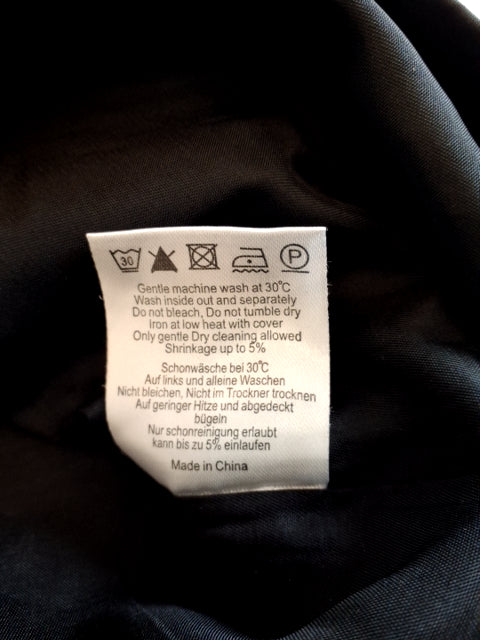 30 P
Gentle machine wash at 30°C
Wash inside out and separately
Do not bleach, Do not tumble dry
Iron at low heat with cover
Only gentle Dry cleaning allowed
Shrinkage up to 5%
Schonwäsche bei 30°C
Auf links und alleine Waschen
Nicht bleichen, Nicht im Trockner trocknen
Auf geringer Hitze und abgedeckt
bügeln
Nur schonreinigung erlaubt
kann bis zu 5% einlaufen
Made in China